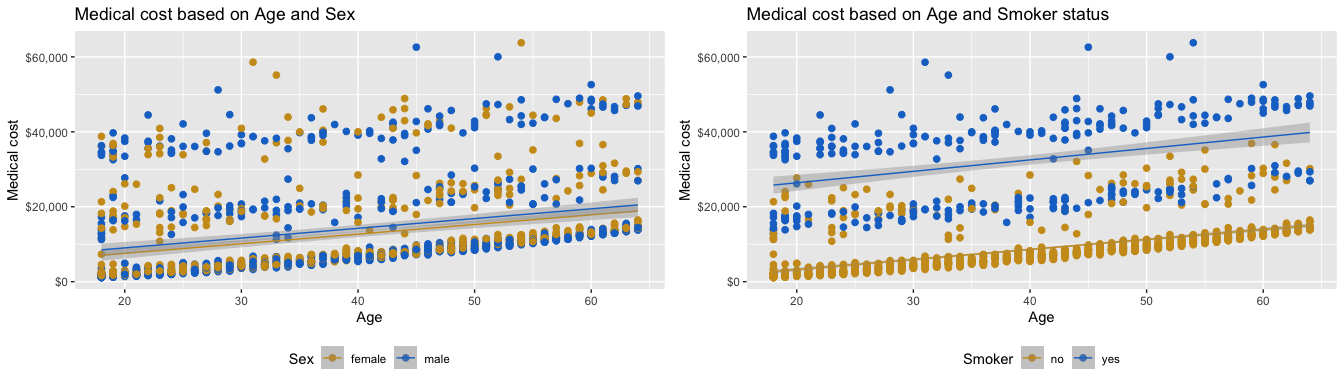 Medical cost based on Age and Sex
Medical cost
$60,000
$40,000
$20,000
$0
20
30
40
50
60
Age
Sex female male
Medical cost based on Age and Smoker status
Medical cost
$60,000
$40,000
$20,000
$0
20
30
40
50
60
Age
Smoker no yes